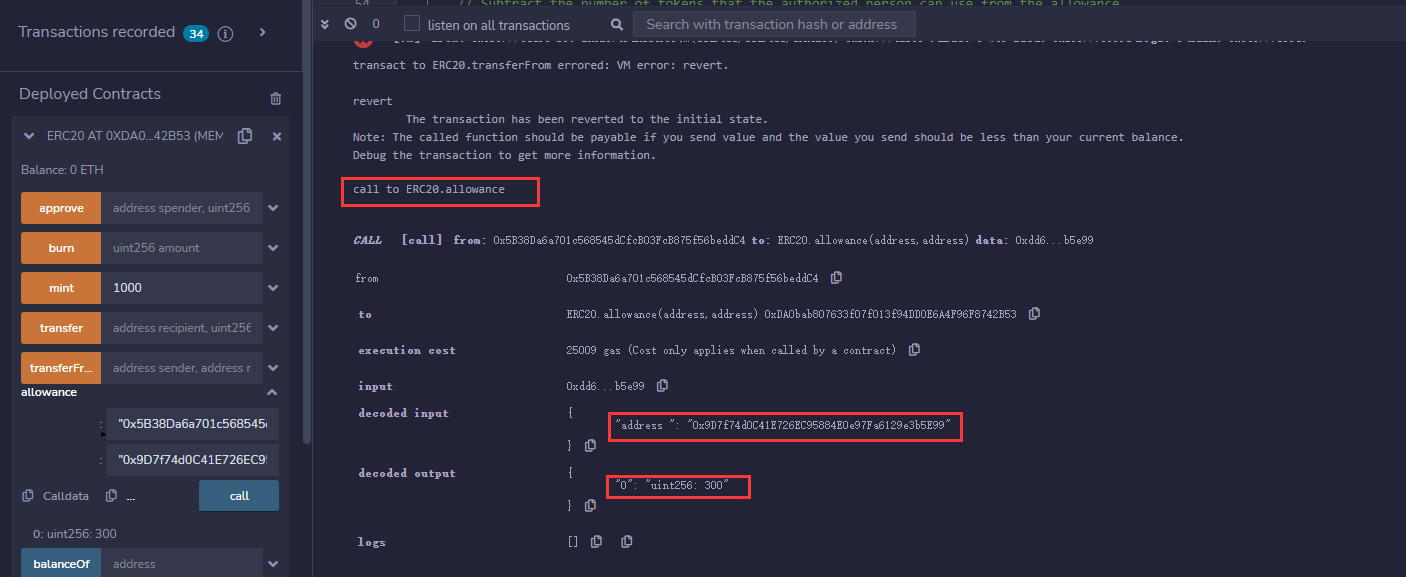 Transactions recorded 34 i
Deployed Contracts
ERC20 AT 0XDA0...42B53 (MEM
Balance: 0 ETH
approve address spender, uint256
burn uint256 amount
mint 1000
transfer address recipient, uint256
transferFr... address sender, address r
allowance
: "0x5B38Da6a701c568545d
: "0x9D7f74d0C41E726EC95
Calldata ... call
0: uint256: 300
balanceOf address
54 // Subtract the number of tokens that the authorized person can use from the allowance
0 listen on all transactions Search with transaction hash or address
transact to ERC20.transferFrom errored: VM error: revert.
revert
The transaction has been reverted to the initial state.
Note: The called function should be payable if you send value and the value you send should be less than your current balance.
Debug the transaction to get more information.
call to ERC20.allowance
CALL [call] from: 0x5B38Da6a701c568545dCfcB03FcB875f56beddC4 to: ERC20.allowance(address,address) data: 0xdd6...b5e99
from 0x5B38Da6a701c568545dCfcB03FcB875f56beddC4
to ERC20.allowance(address,address) 0xDA0bab807633f07f013f94DD0E6A4F96F8742B53
execution cost 25009 gas (Cost only applies when called by a contract)
input 0xdd6...b5e99
decoded input {
"address ": "0x9D7f74d0C41E726EC95884E0e97Fa6129e3b5E99"
}
decoded output {
"0": "uint256: 300"
}
logs []